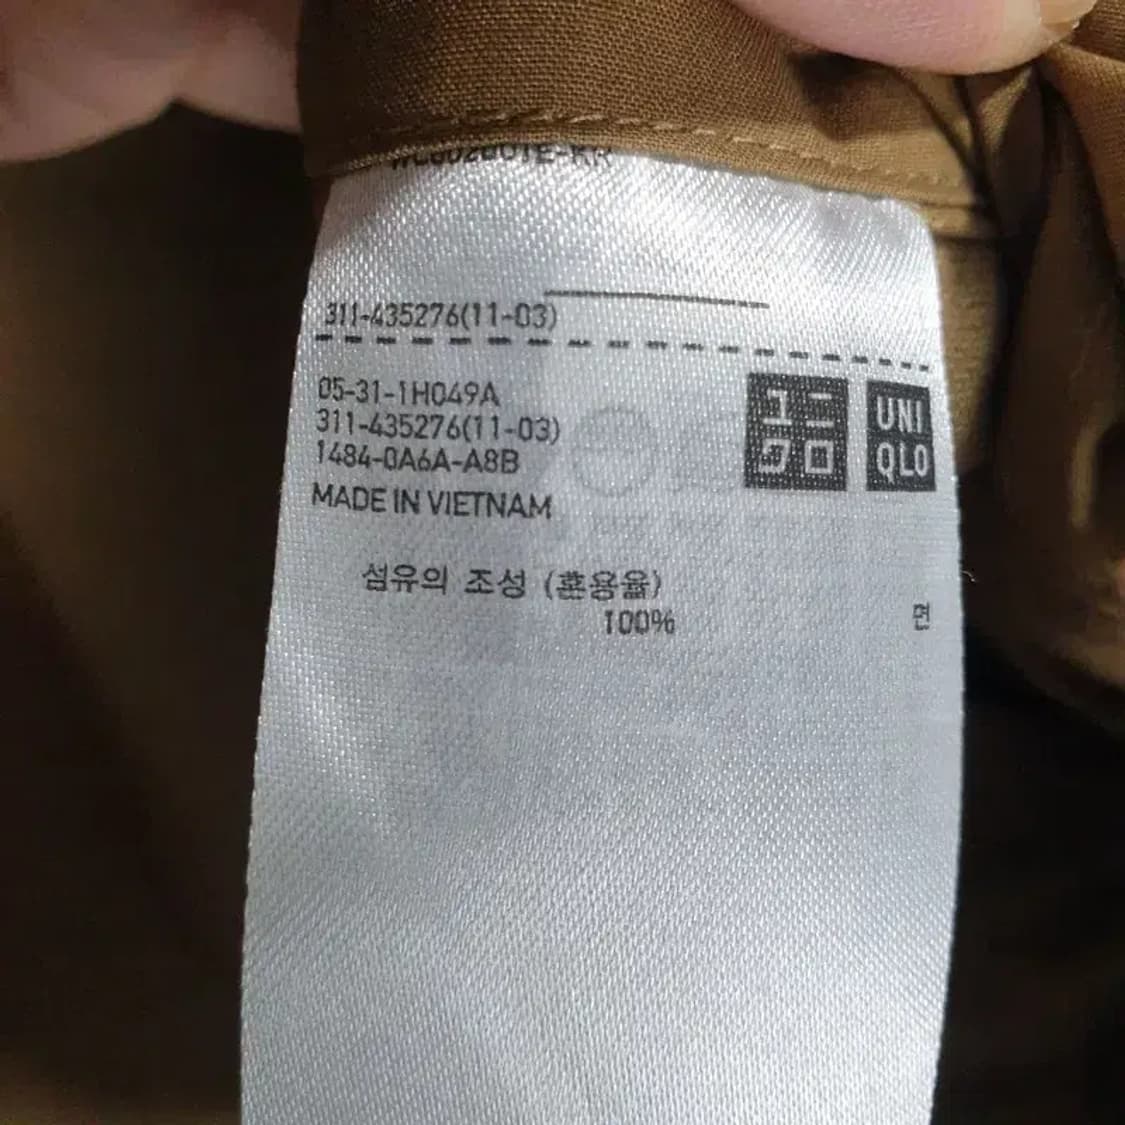 311-435276(11-03)
05-31-1H049A
311-435276(11-03)
1484-0A6A-A8B
MADE IN VIETNAM
ユニ
クロ
UNI
QLO
섬유의 조성 (혼용율)
100% 면